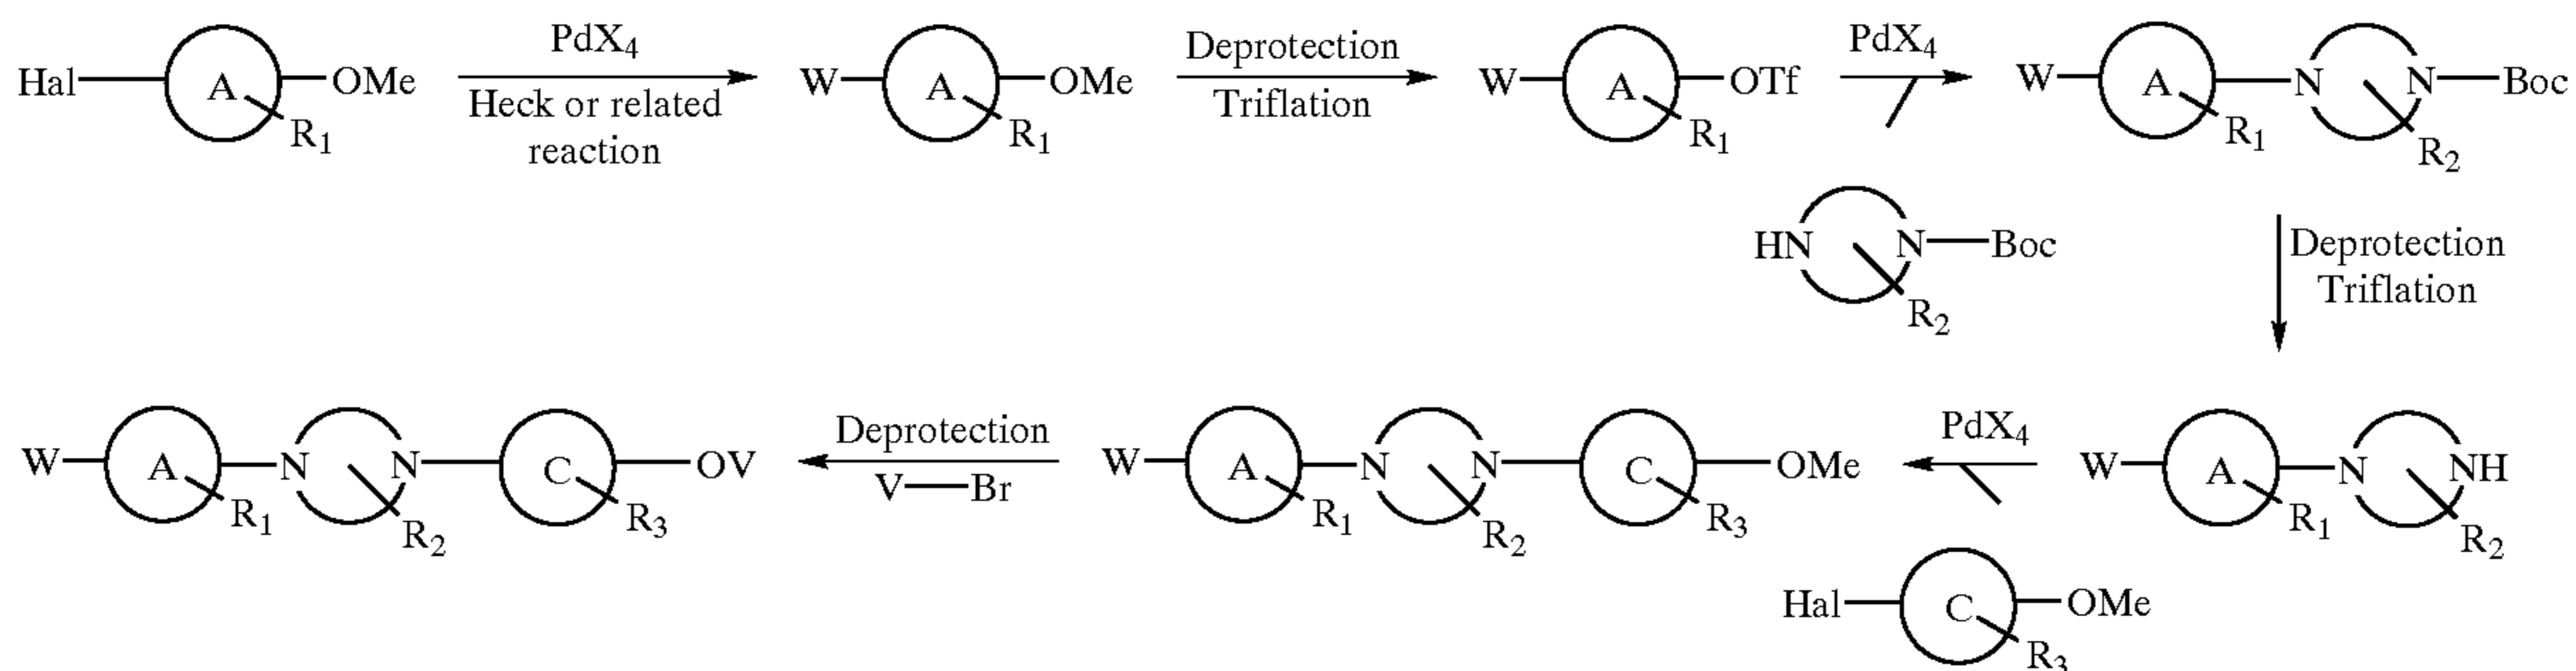 Hal A OMe R₁
PdX₄
Heck or related
reaction
W A OMe R₁
Deprotection
Triflation
W A OTf R₁
PdX₄
HN N Boc R₂
W A N N Boc R₁ R₂
Deprotection
Triflation
W A N NH R₁ R₂
PdX₄
Hal C OMe R₃
W A N N C OMe R₁ R₂ R₃
Deprotection
V Br
W A N N C OV R₁ R₂ R₃